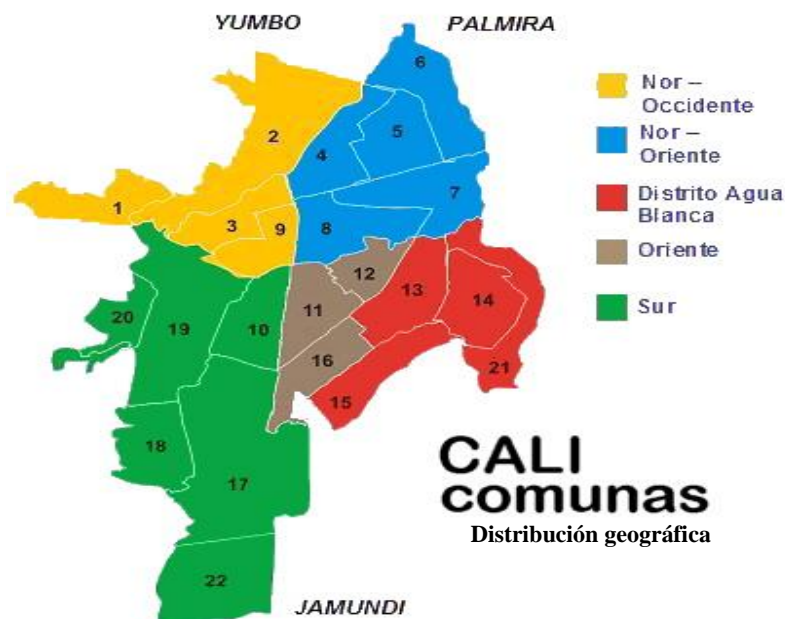 YUMBO
PALMIRA
6
Nor –
Occidente
2
5
4
Nor –
Oriente
7
1
3
9
8
Distrito Agua
Blanca
12
Oriente
13
14
11
20
19
10
Sur
16
21
15
18
17
CALI
comunas
Distribución geográfica
22
JAMUNDI